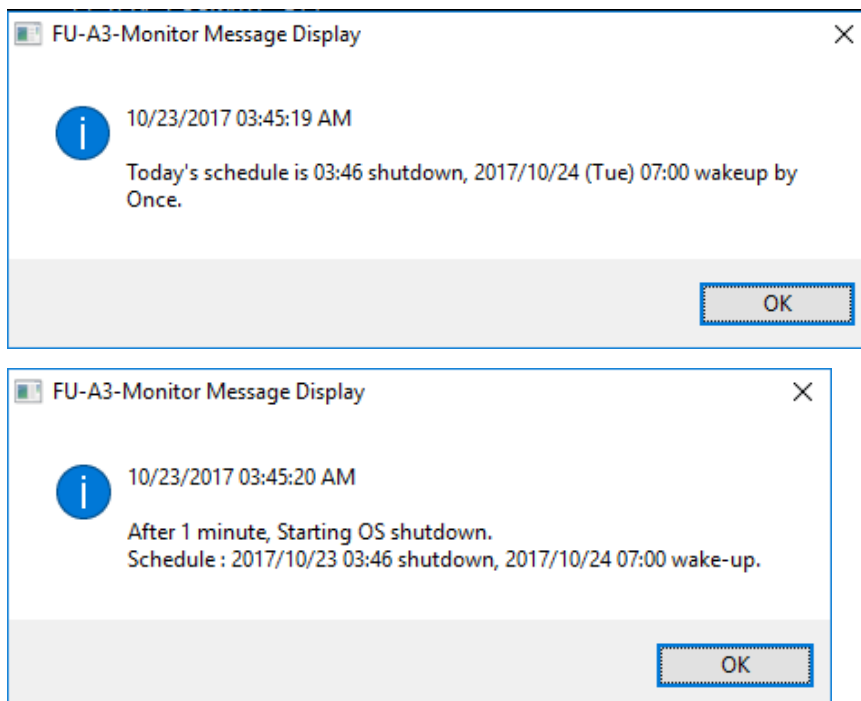 FU-A3-Monitor Message Display
10/23/2017 03:45:19 AM
Today's schedule is 03:46 shutdown, 2017/10/24 (Tue) 07:00 wakeup by
Once.
OK
FU-A3-Monitor Message Display
10/23/2017 03:45:20 AM
After 1 minute, Starting OS shutdown.
Schedule : 2017/10/23 03:46 shutdown, 2017/10/24 07:00 wake-up.
OK